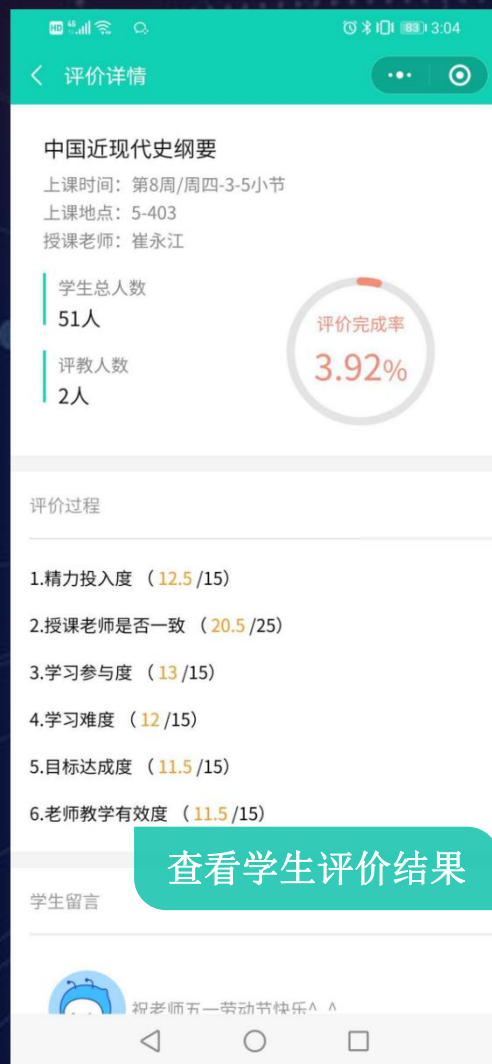 HD 46 83 3:04
评价详情
中国近现代史纲要
上课时间：第8周/周四-3-5小节
上课地点：5-403
授课老师：崔永江
学生总人数
51人
评教人数
2人
评价完成率
3.92%
评价过程
1.精力投入度 （12.5 /15）
2.授课老师是否一致 （20.5 /25）
3.学习参与度 （13 /15）
4.学习难度 （12 /15）
5.目标达成度 （11.5 /15）
6.老师教学有效度 （11.5 /15）
查看学生评价结果
学生留言
祝老师五一劳动节快乐^_^